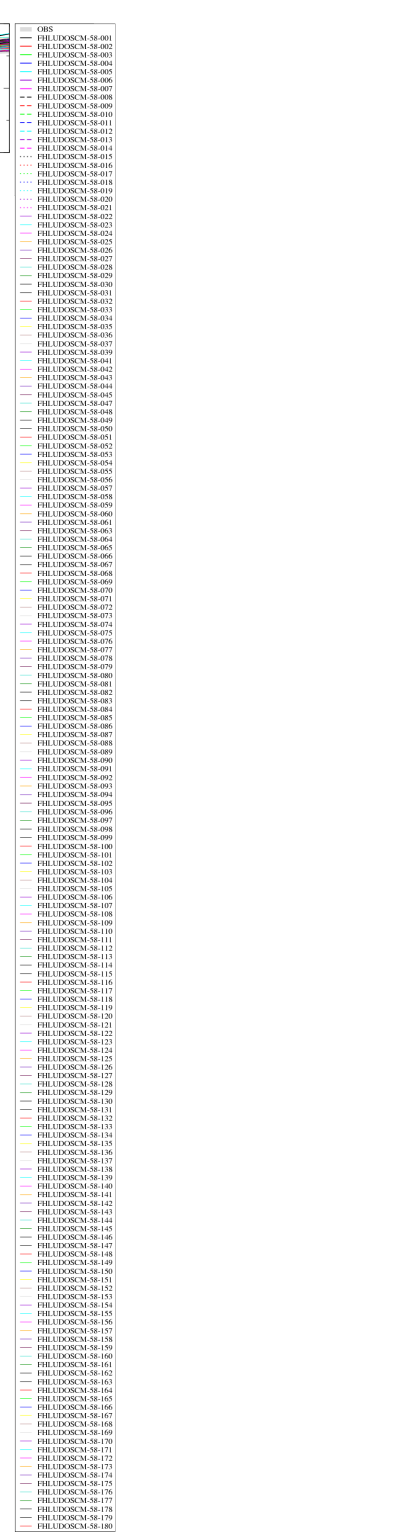 OBS
FHLUDOSCM-58-001
FHLUDOSCM-58-002
FHLUDOSCM-58-003
FHLUDOSCM-58-004
FHLUDOSCM-58-005
FHLUDOSCM-58-006
FHLUDOSCM-58-007
FHLUDOSCM-58-008
FHLUDOSCM-58-009
FHLUDOSCM-58-010
FHLUDOSCM-58-011
FHLUDOSCM-58-012
FHLUDOSCM-58-013
FHLUDOSCM-58-014
FHLUDOSCM-58-015
FHLUDOSCM-58-016
FHLUDOSCM-58-017
FHLUDOSCM-58-018
FHLUDOSCM-58-019
FHLUDOSCM-58-020
FHLUDOSCM-58-021
FHLUDOSCM-58-022
FHLUDOSCM-58-023
FHLUDOSCM-58-024
FHLUDOSCM-58-025
FHLUDOSCM-58-026
FHLUDOSCM-58-027
FHLUDOSCM-58-028
FHLUDOSCM-58-029
FHLUDOSCM-58-030
FHLUDOSCM-58-031
FHLUDOSCM-58-032
FHLUDOSCM-58-033
FHLUDOSCM-58-034
FHLUDOSCM-58-035
FHLUDOSCM-58-036
FHLUDOSCM-58-037
FHLUDOSCM-58-039
FHLUDOSCM-58-041
FHLUDOSCM-58-042
FHLUDOSCM-58-043
FHLUDOSCM-58-044
FHLUDOSCM-58-045
FHLUDOSCM-58-047
FHLUDOSCM-58-048
FHLUDOSCM-58-049
FHLUDOSCM-58-050
FHLUDOSCM-58-051
FHLUDOSCM-58-052
FHLUDOSCM-58-053
FHLUDOSCM-58-054
FHLUDOSCM-58-055
FHLUDOSCM-58-056
FHLUDOSCM-58-057
FHLUDOSCM-58-058
FHLUDOSCM-58-059
FHLUDOSCM-58-060
FHLUDOSCM-58-061
FHLUDOSCM-58-063
FHLUDOSCM-58-064
FHLUDOSCM-58-065
FHLUDOSCM-58-066
FHLUDOSCM-58-067
FHLUDOSCM-58-068
FHLUDOSCM-58-069
FHLUDOSCM-58-070
FHLUDOSCM-58-071
FHLUDOSCM-58-072
FHLUDOSCM-58-073
FHLUDOSCM-58-074
FHLUDOSCM-58-075
FHLUDOSCM-58-076
FHLUDOSCM-58-077
FHLUDOSCM-58-078
FHLUDOSCM-58-079
FHLUDOSCM-58-080
FHLUDOSCM-58-081
FHLUDOSCM-58-082
FHLUDOSCM-58-083
FHLUDOSCM-58-084
FHLUDOSCM-58-085
FHLUDOSCM-58-086
FHLUDOSCM-58-087
FHLUDOSCM-58-088
FHLUDOSCM-58-089
FHLUDOSCM-58-090
FHLUDOSCM-58-091
FHLUDOSCM-58-092
FHLUDOSCM-58-093
FHLUDOSCM-58-094
FHLUDOSCM-58-095
FHLUDOSCM-58-096
FHLUDOSCM-58-097
FHLUDOSCM-58-098
FHLUDOSCM-58-099
FHLUDOSCM-58-100
FHLUDOSCM-58-101
FHLUDOSCM-58-102
FHLUDOSCM-58-103
FHLUDOSCM-58-104
FHLUDOSCM-58-105
FHLUDOSCM-58-106
FHLUDOSCM-58-107
FHLUDOSCM-58-108
FHLUDOSCM-58-109
FHLUDOSCM-58-110
FHLUDOSCM-58-111
FHLUDOSCM-58-112
FHLUDOSCM-58-113
FHLUDOSCM-58-114
FHLUDOSCM-58-115
FHLUDOSCM-58-116
FHLUDOSCM-58-117
FHLUDOSCM-58-118
FHLUDOSCM-58-119
FHLUDOSCM-58-120
FHLUDOSCM-58-121
FHLUDOSCM-58-122
FHLUDOSCM-58-123
FHLUDOSCM-58-124
FHLUDOSCM-58-125
FHLUDOSCM-58-126
FHLUDOSCM-58-127
FHLUDOSCM-58-128
FHLUDOSCM-58-129
FHLUDOSCM-58-130
FHLUDOSCM-58-131
FHLUDOSCM-58-132
FHLUDOSCM-58-133
FHLUDOSCM-58-134
FHLUDOSCM-58-135
FHLUDOSCM-58-136
FHLUDOSCM-58-137
FHLUDOSCM-58-138
FHLUDOSCM-58-139
FHLUDOSCM-58-140
FHLUDOSCM-58-141
FHLUDOSCM-58-142
FHLUDOSCM-58-143
FHLUDOSCM-58-144
FHLUDOSCM-58-145
FHLUDOSCM-58-146
FHLUDOSCM-58-147
FHLUDOSCM-58-148
FHLUDOSCM-58-149
FHLUDOSCM-58-150
FHLUDOSCM-58-151
FHLUDOSCM-58-152
FHLUDOSCM-58-153
FHLUDOSCM-58-154
FHLUDOSCM-58-155
FHLUDOSCM-58-156
FHLUDOSCM-58-157
FHLUDOSCM-58-158
FHLUDOSCM-58-159
FHLUDOSCM-58-160
FHLUDOSCM-58-161
FHLUDOSCM-58-162
FHLUDOSCM-58-163
FHLUDOSCM-58-164
FHLUDOSCM-58-165
FHLUDOSCM-58-166
FHLUDOSCM-58-167
FHLUDOSCM-58-168
FHLUDOSCM-58-169
FHLUDOSCM-58-170
FHLUDOSCM-58-171
FHLUDOSCM-58-172
FHLUDOSCM-58-173
FHLUDOSCM-58-174
FHLUDOSCM-58-175
FHLUDOSCM-58-176
FHLUDOSCM-58-177
FHLUDOSCM-58-178
FHLUDOSCM-58-179
FHLUDOSCM-58-180